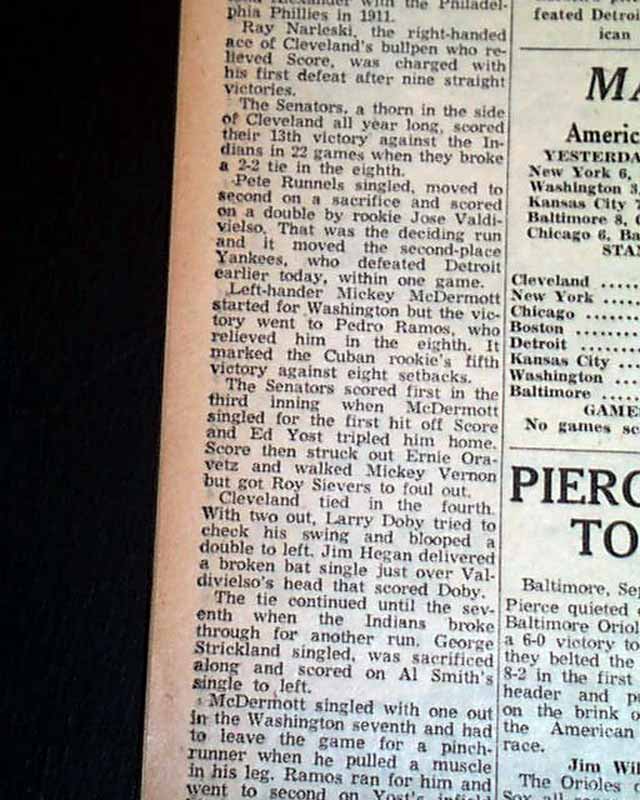 Alexander with the Philadel-
phia Phillies in 1911.
Ray Narleski, the right-handed
ace of Cleveland's bullpen who re-
lieved Score, was charged with
his first defeat after nine straight
victories.
The Senators, a thorn in the side
of Cleveland all year long, scored
their 13th victory against the In-
dians in 22 games when they broke
a 2-2 tie in the eighth.
Pete Runnels singled, moved to
second on a sacrifice and scored
on a double by rookie Jose Valdi-
vielso. That was the deciding run
and it moved the second-place
Yankees, who defeated Detroit
earlier today, within one game.
Left-hander Mickey McDermott
started for Washington but the vic-
tory went to Pedro Ramos, who
relieved him in the eighth. It
marked the Cuban rookie's fifth
victory against eight setbacks.
The Senators scored first in the
third inning when McDermott
singled for the first hit off Score
and Ed Yost tripled him home.
Score then struck out Ernie Ora-
vetz and walked Mickey Vernon
but got Roy Sievers to foul out.
Cleveland tied in the fourth.
With two out, Larry Doby tried to
check his swing and blooped a
double to left. Jim Hegan delivered
a broken bat single just over Val-
divielso's head that scored Doby.
The tie continued until the sev-
enth when the Indians broke
through for another run. George
Strickland singled, was sacrificed
along and scored on Al Smith's
single to left.
McDermott singled with one out
in the Washington seventh and had
to leave the game for a pinch-
runner when he pulled a muscle
in his leg. Ramos ran for him and
went to second on Yost's infield
feated Detroi
ican
MA
Americ
YESTERDA
New York 6,
Washington 3,
Kansas City 7
Baltimore 8,
Chicago 6, Ba
STAN
Cleveland ....
New York ....
Chicago ......
Boston .......
Detroit ......
Kansas City ...
Washington ...
Baltimore ....
GAME
No games sc
PIERC
TO
Baltimore, Sep
Pierce quieted
Baltimore Oriol
a 6-0 victory to
they belted the
8-2 in the first
header and p
on the brink o
the American
race.
Jim Wil
The Orioles